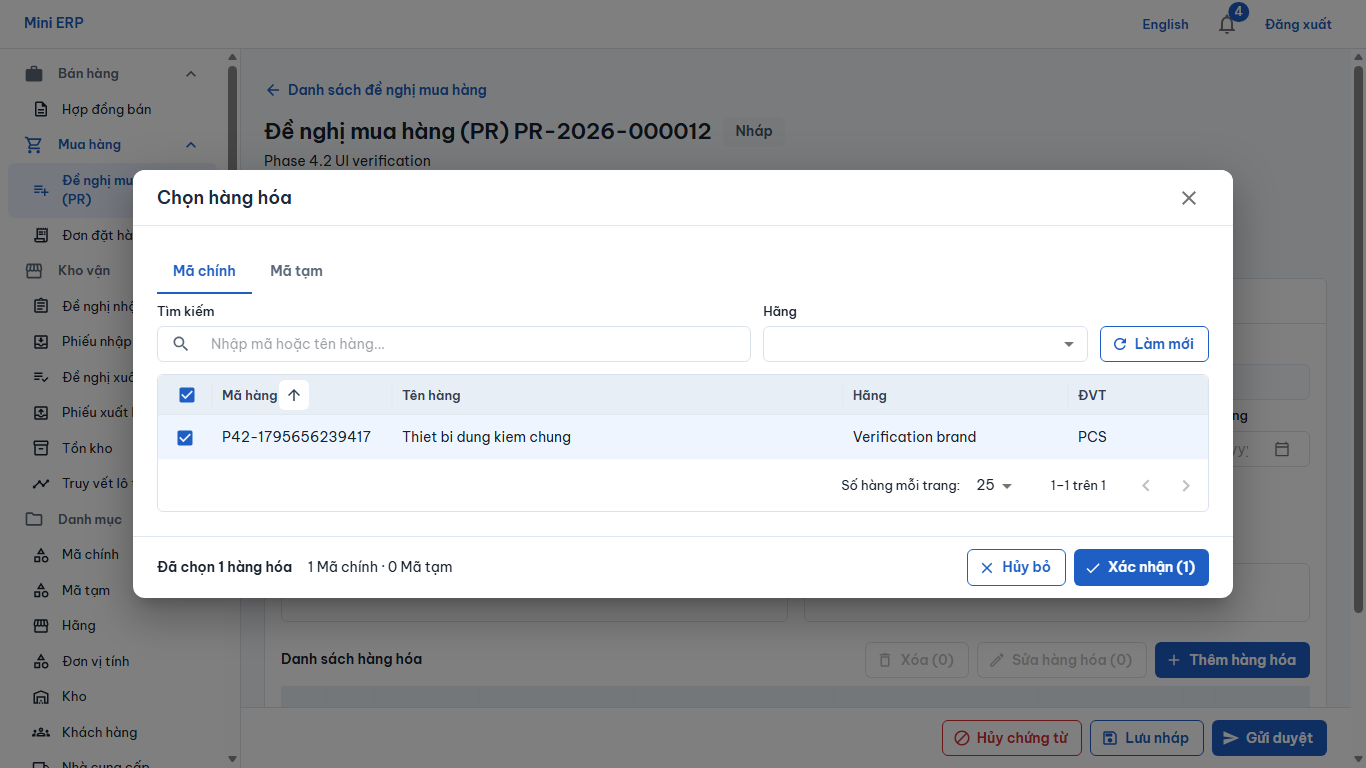 Mini ERP
English
4
Đăng xuất
Bán hàng
Hợp đồng bán
Mua hàng
Đề nghị mu
(PR)
Đơn đặt hà
Kho vận
Đề nghị nhậ
Phiếu nhập
Đề nghị xuấ
Phiếu xuất
Tồn kho
Truy vết lô
Danh mục
Mã chính
Mã tạm
Hãng
Đơn vị tính
Kho
Khách hàng
Nhà cung cấp
Danh sách đề nghị mua hàng
Đề nghị mua hàng (PR) PR-2026-000012
Nháp
Phase 4.2 UI verification
Chọn hàng hóa
Mã chính
Mã tạm
Tìm kiếm
Hãng
Nhập mã hoặc tên hàng...
Làm mới
Mã hàng
Tên hàng
Hãng
ĐVT
P42-1795656239417
Thiet bi dung kiem chung
Verification brand
PCS
Số hàng mỗi trang:
25
1–1 trên 1
Đã chọn 1 hàng hóa
1 Mã chính · 0 Mã tạm
Hủy bỏ
Xác nhận (1)
Danh sách hàng hóa
Xóa (0)
Sửa hàng hóa (0)
Thêm hàng hóa
Hủy chứng từ
Lưu nháp
Gửi duyệt